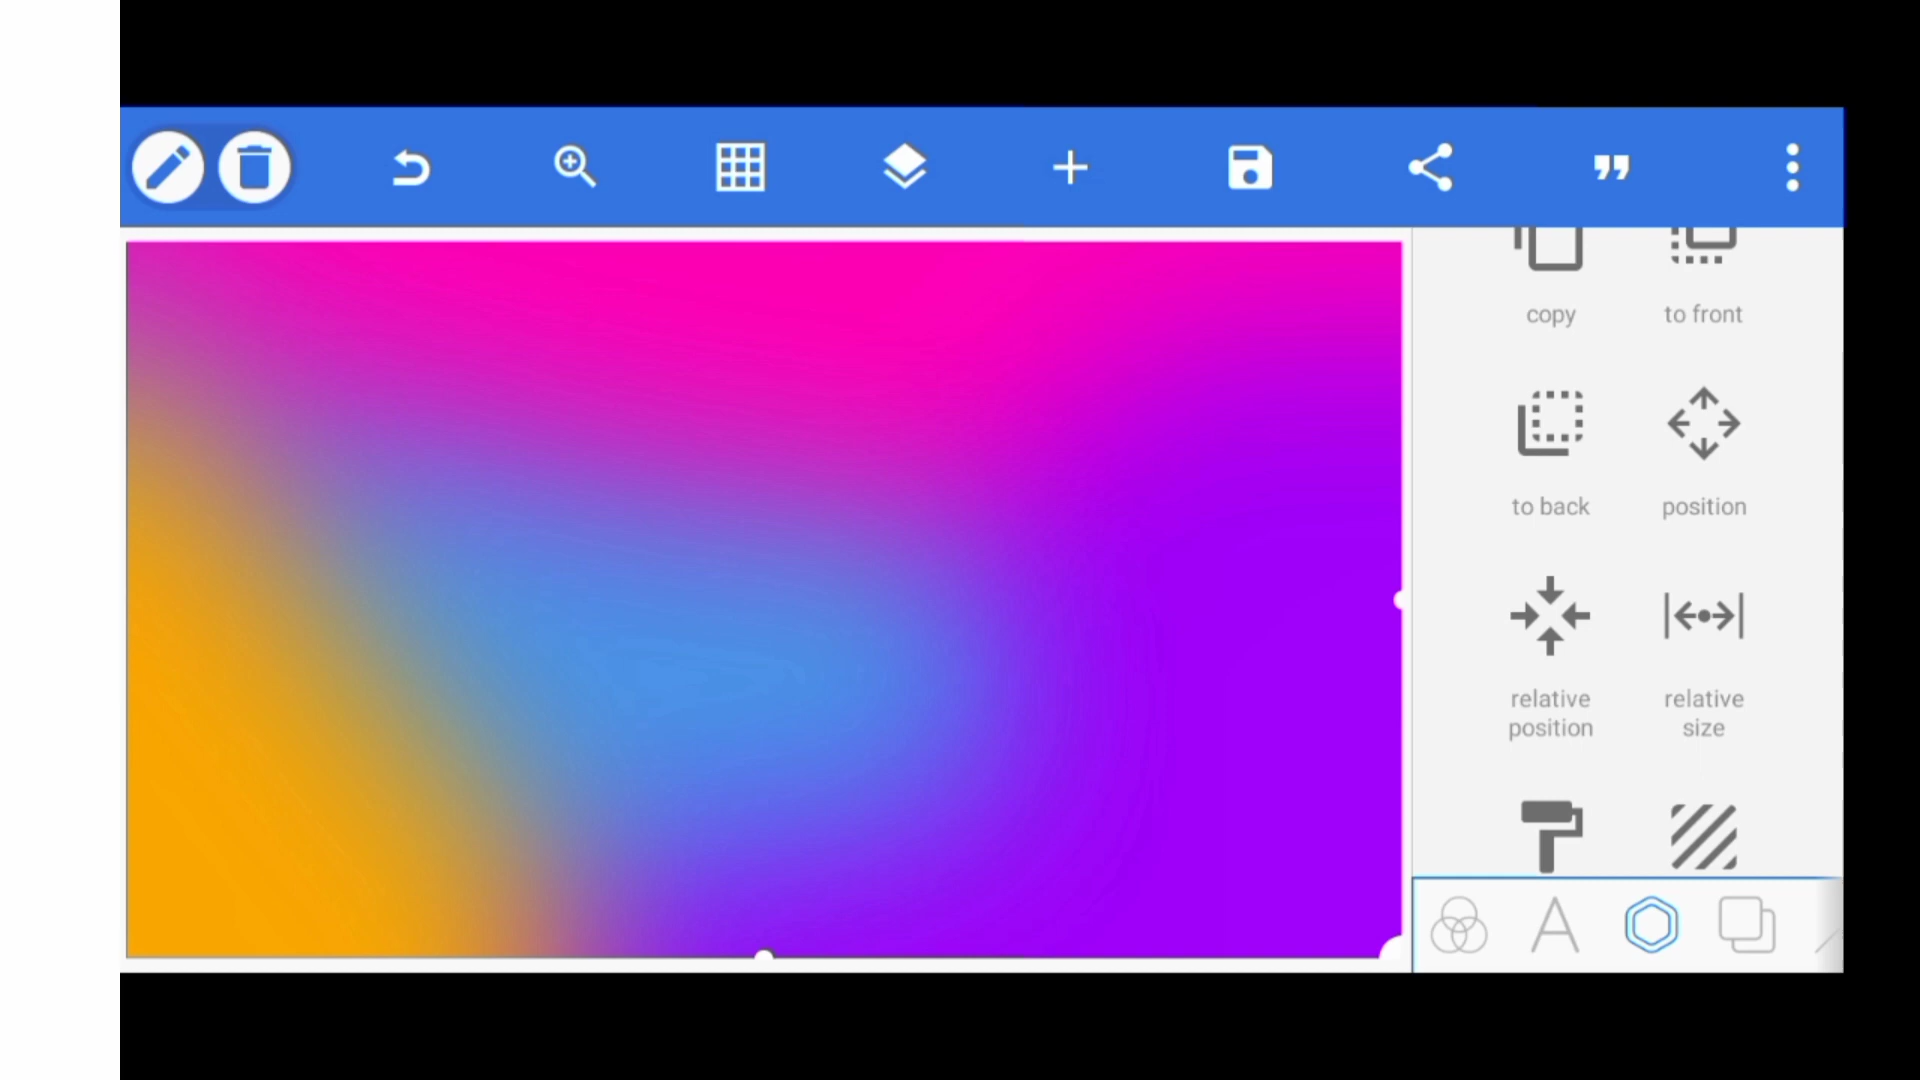 copy
to front
to back
position
relative
position
relative
size